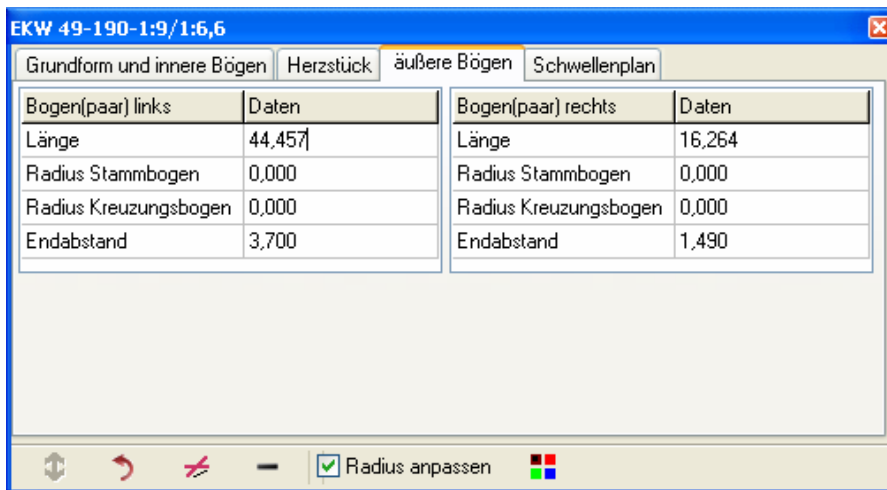 EKW 49-190-1:9/1:6,6
Grundform und innere Bögen Herzstück äußere Bögen Schwellenplan
Bogen(paar) links Daten Bogen(paar) rechts Daten
Länge 44,457 Länge 16,264
Radius Stammbogen 0,000 Radius Stammbogen 0,000
Radius Kreuzungsbogen 0,000 Radius Kreuzungsbogen 0,000
Endabstand 3,700 Endabstand 1,490
Radius anpassen